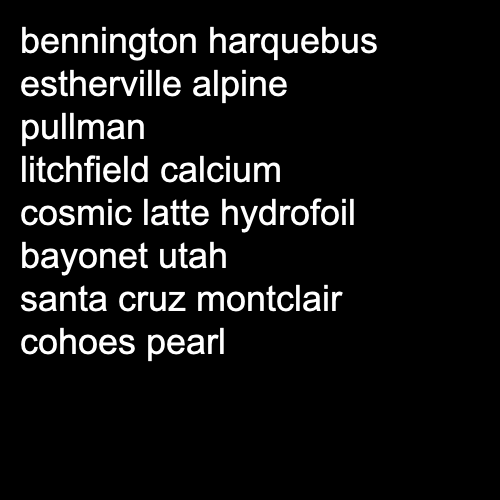 bennington harquebus
estherville alpine
pullman
litchfield calcium
cosmic latte hydrofoil
bayonet utah
santa cruz montclair
cohoes pearl